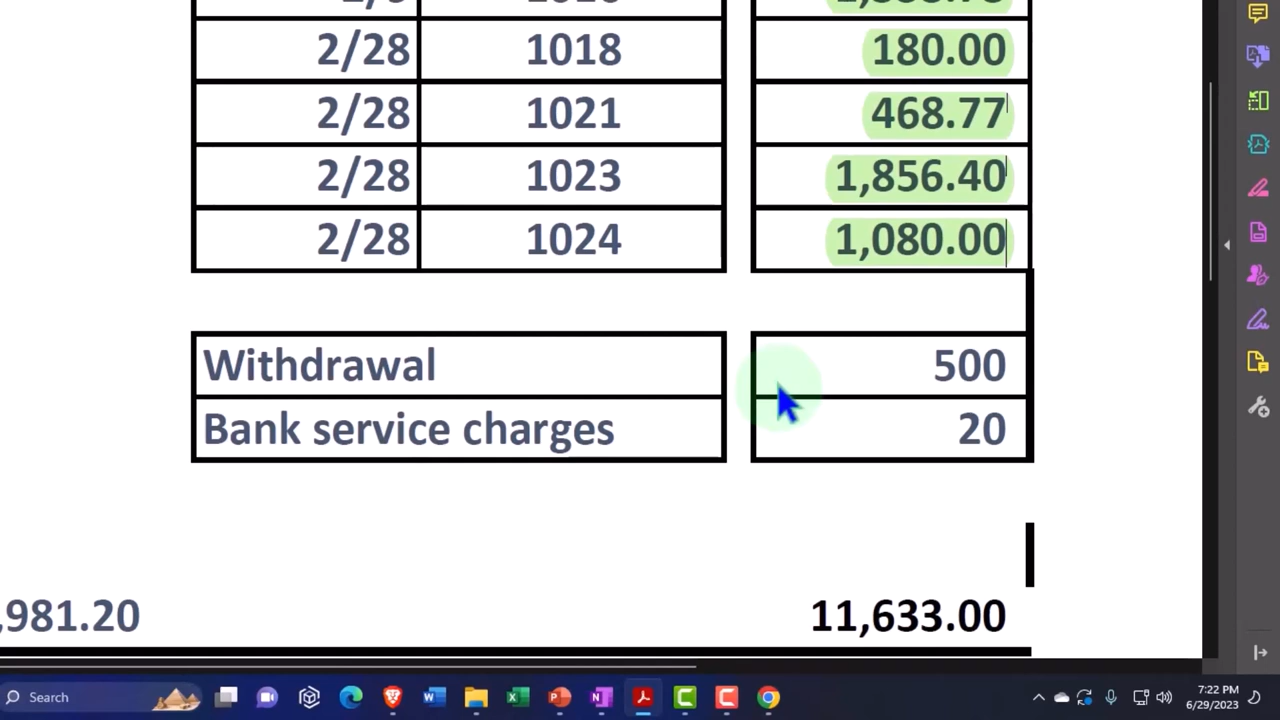 2/28 1018 180.00
2/28 1021 468.77
2/28 1023 1,856.40
2/28 1024 1,080.00
Withdrawal 500
Bank service charges 20
,981.20 11,633.00
Search 7:22 PM
6/29/2023